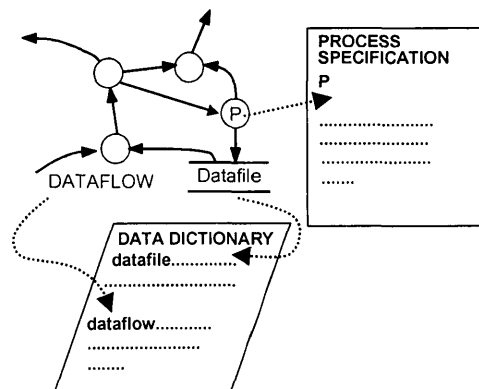 PROCESS
SPECIFICATION
P
P
DATAFLOW
Datafile
DATA DICTIONARY
datafile..................
..............................
dataflow...............
..............................
..........